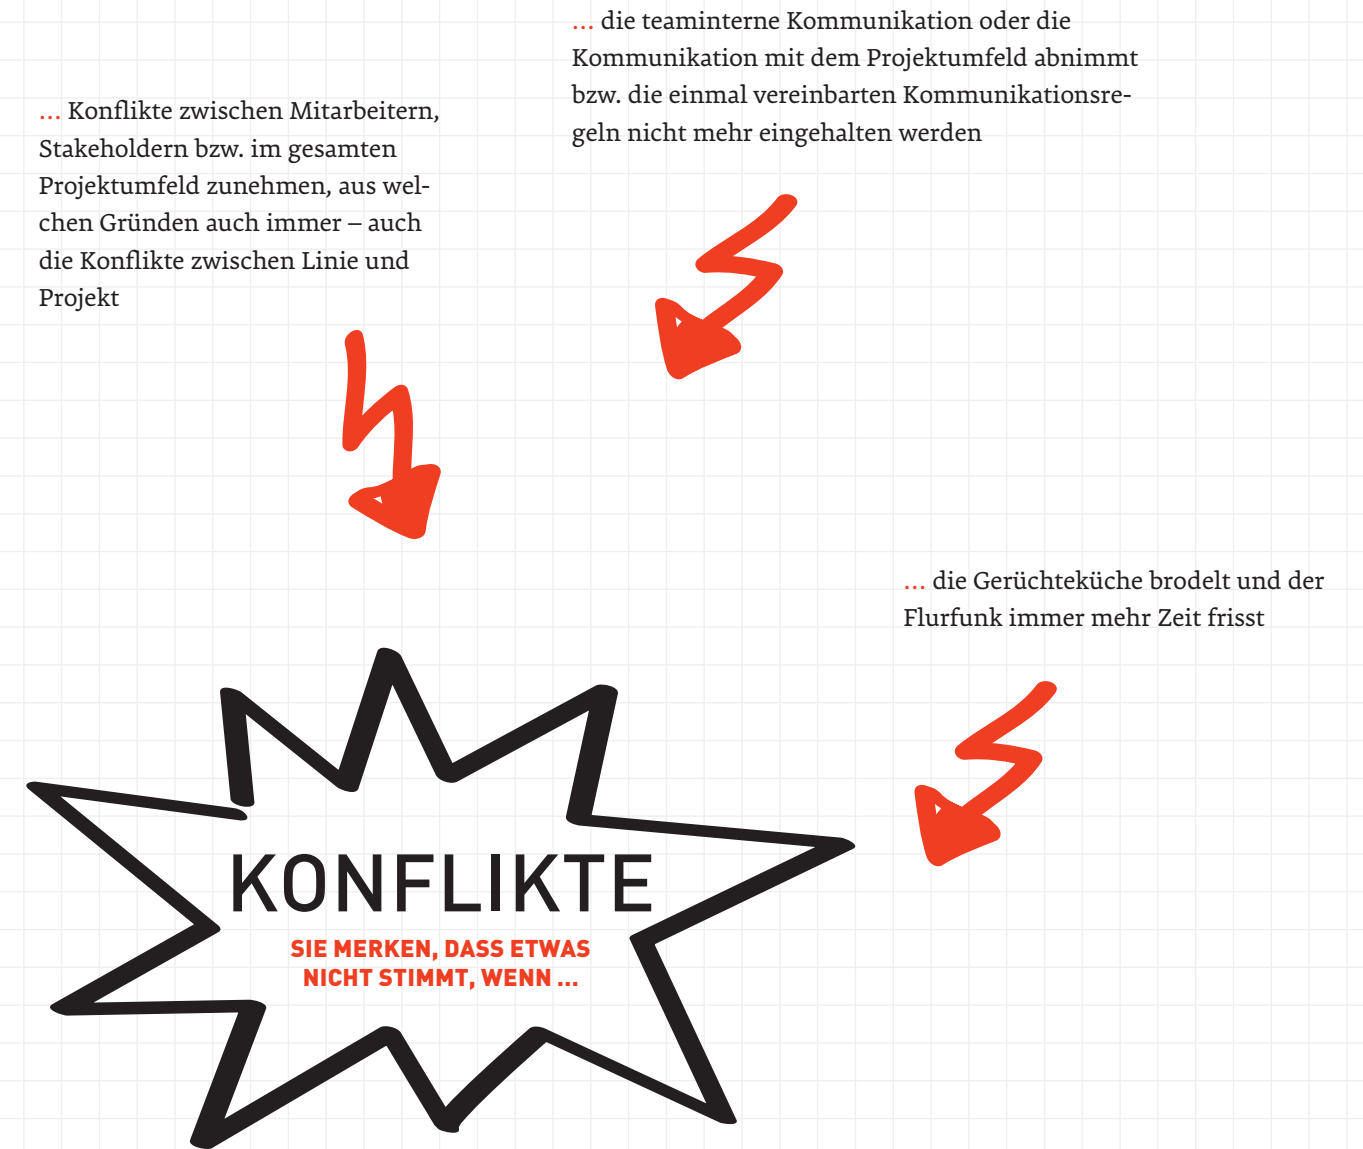 ... die teaminterne Kommunikation oder die
Kommunikation mit dem Projektumfeld abnimmt
bzw. die einmal vereinbarten Kommunikationsre-
geln nicht mehr eingehalten werden
... Konflikte zwischen Mitarbeitern,
Stakeholdern bzw. im gesamten
Projektumfeld zunehmen, aus wel-
chen Gründen auch immer – auch
die Konflikte zwischen Linie und
Projekt
... die Gerüchteküche brodelt und der
Flurfunk immer mehr Zeit frisst
KONFLIKTE
SIE MERKEN, DASS ETWAS
NICHT STIMMT, WENN ...